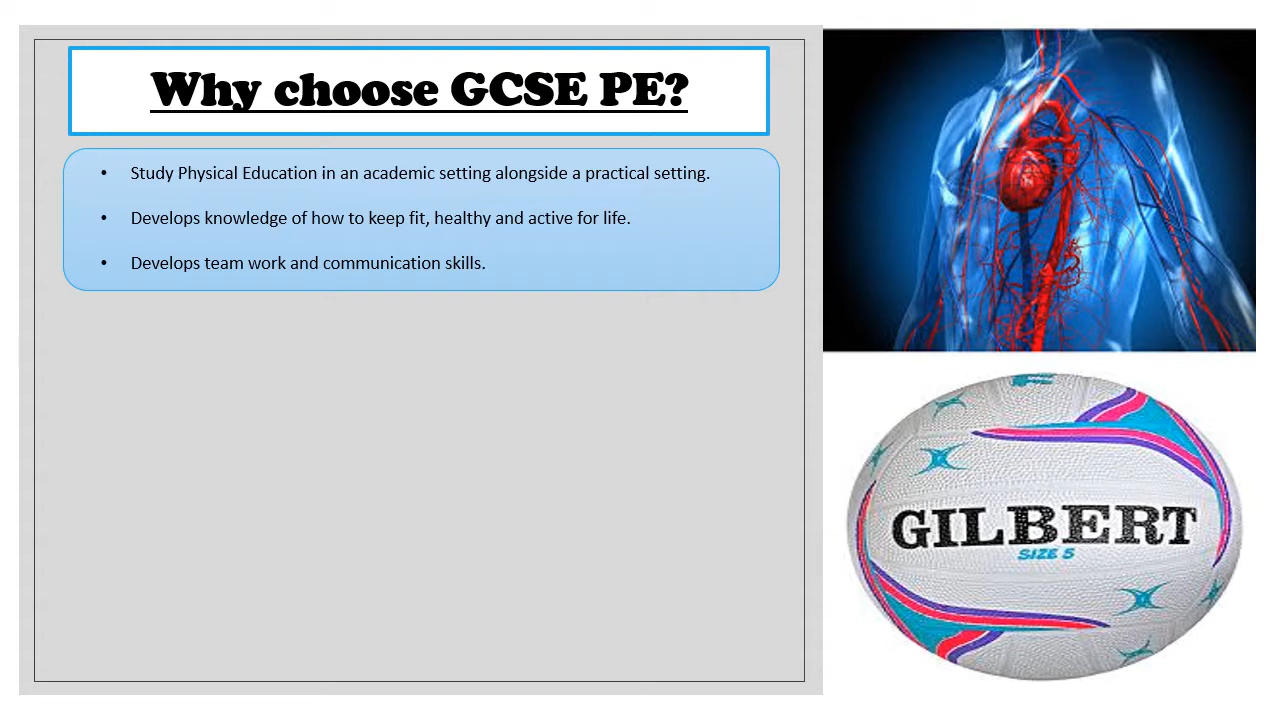 Why choose GCSE PE?
• Study Physical Education in an academic setting alongside a practical setting.
• Develops knowledge of how to keep fit, healthy and active for life.
• Develops team work and communication skills.
GILBERT
SIZE 5